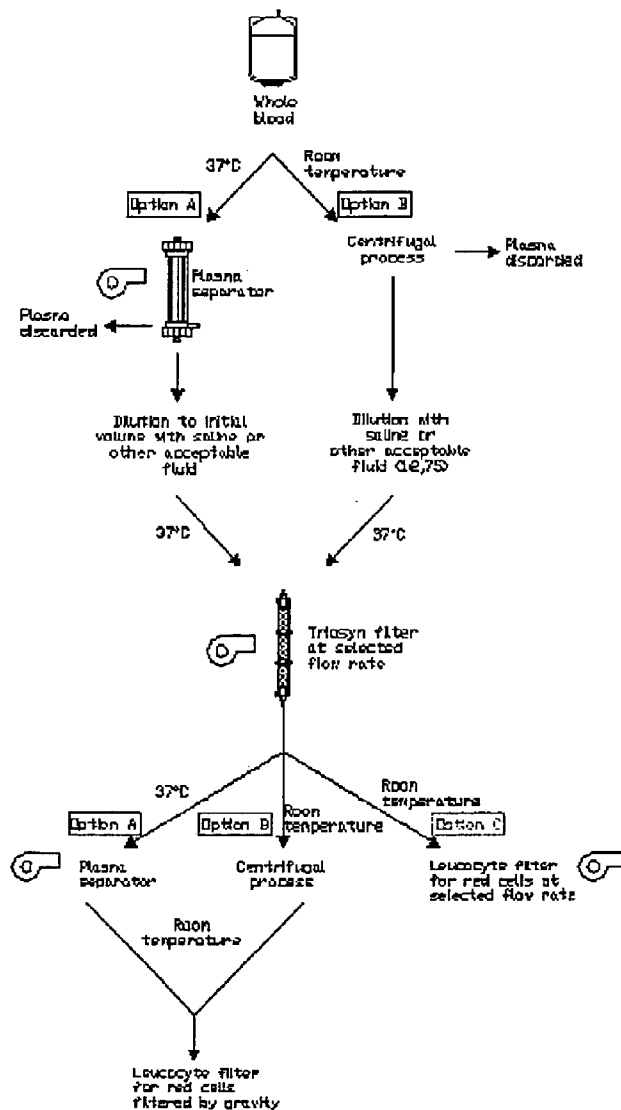 Whole
blood
37°C
Room
temperature
Option A
Option B
Centrifugal
process
Plasma
discarded
Plasma
separator
Plasma
discarded
Dilution to initial
volume with saline or
other acceptable
fluid
Dilution with
saline or
other acceptable
fluid
37°C
37°C
Triosyn filter
at selected
flow rate
37°C
Room
temperature
Room
temperature
Option A
Option B
Option C
Plasma
separator
Centrifugal
process
Leucocyte filter
for red cells at
selected flow rate
Room
temperature
Leucocyte filter
for red cells
filtered by gravity